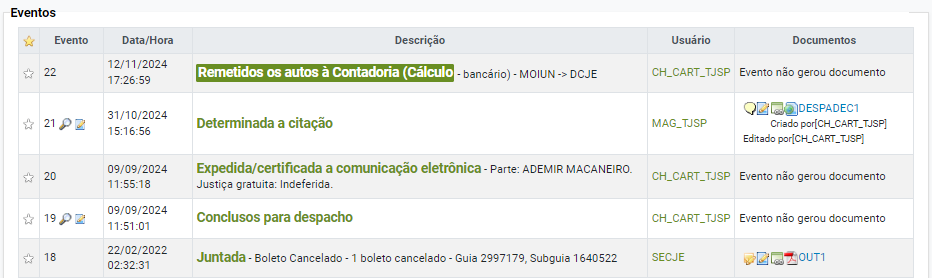 Eventos
Evento Data/Hora Descrição Usuário Documentos
22 12/11/2024 17:26:59 Remetidos os autos à Contadoria (Cálculo - bancário) - MOIUN -> DCJE CH_CART_TJSP Evento não gerou documento
21 31/10/2024 15:16:56 Determinada a citação MAG_TJSP DESPADEC1
Criado por[CH_CART_TJSP]
Editado por[CH_CART_TJSP]
20 09/09/2024 11:55:18 Expedida/certificada a comunicação eletrônica - Parte: ADEMIR MACANEIRO.
Justiça gratuita: Indeferida. CH_CART_TJSP Evento não gerou documento
19 09/09/2024 11:51:01 Conclusos para despacho CH_CART_TJSP Evento não gerou documento
18 22/02/2022 02:32:31 Juntada - Boleto Cancelado - 1 boleto cancelado - Guia 2997179, Subguia 1640522 SECJE OUT1